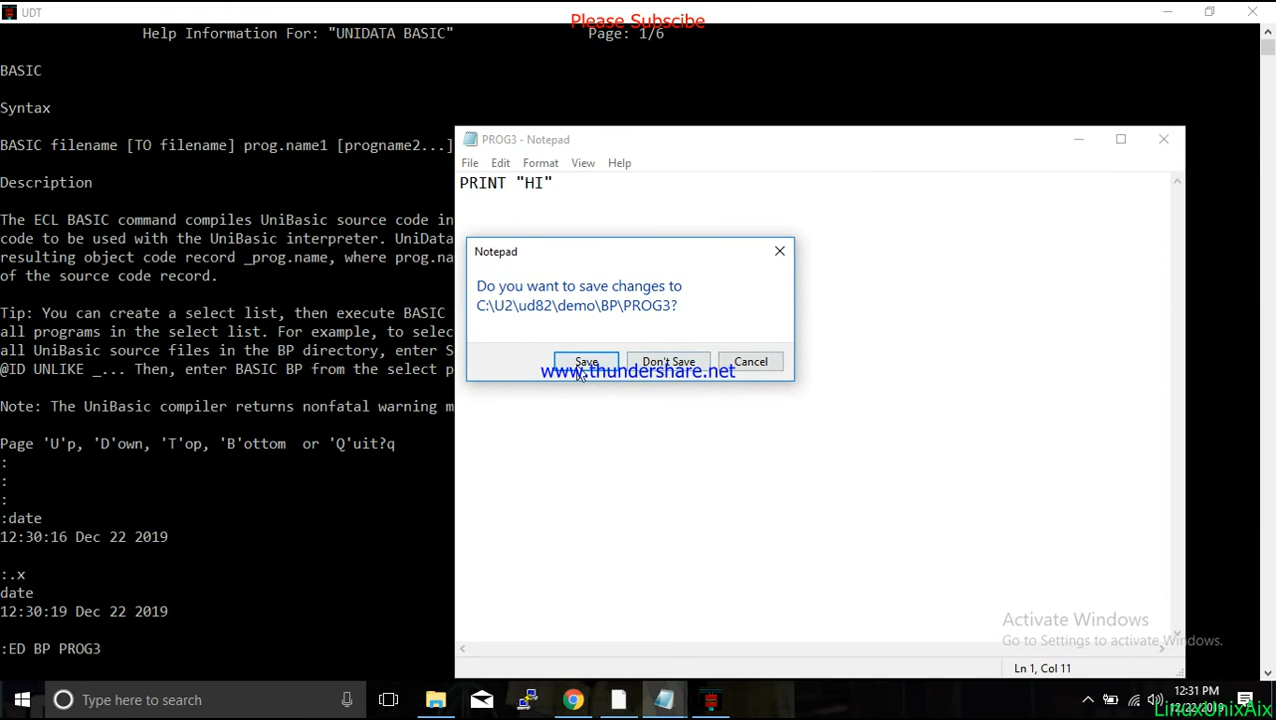 UDT
Please Subscibe
Help Information For: "UNIDATA BASIC" Page: 1/6
BASIC
Syntax
BASIC filename [TO filename] prog.name1 [progname2...]
Description
The ECL BASIC command compiles UniBasic source code in
code to be used with the UniBasic interpreter. UniData
resulting object code record _prog.name, where prog.na
of the source code record.
Tip: You can create a select list, then execute BASIC
all programs in the select list. For example, to selec
all UniBasic source files in the BP directory, enter S
@ID UNLIKE _... Then, enter BASIC BP from the select p
Note: The UniBasic compiler returns nonfatal warning m
Page 'U'p, 'D'own, 'T'op, 'B'ottom or 'Q'uit?q
:
:
:
:date
12:30:16 Dec 22 2019
:.x
date
12:30:19 Dec 22 2019
:ED BP PROG3
PROG3 - Notepad
File Edit Format View Help
PRINT "HI"
Notepad
Do you want to save changes to
C:\U2\ud82\demo\BP\PROG3?
Save Don't Save Cancel
www.thundershare.net
Activate Windows
Go to Settings to activate Windows.
Ln 1, Col 11
Type here to search
12:31 PM
12/22/2019
LinuxUnixAix